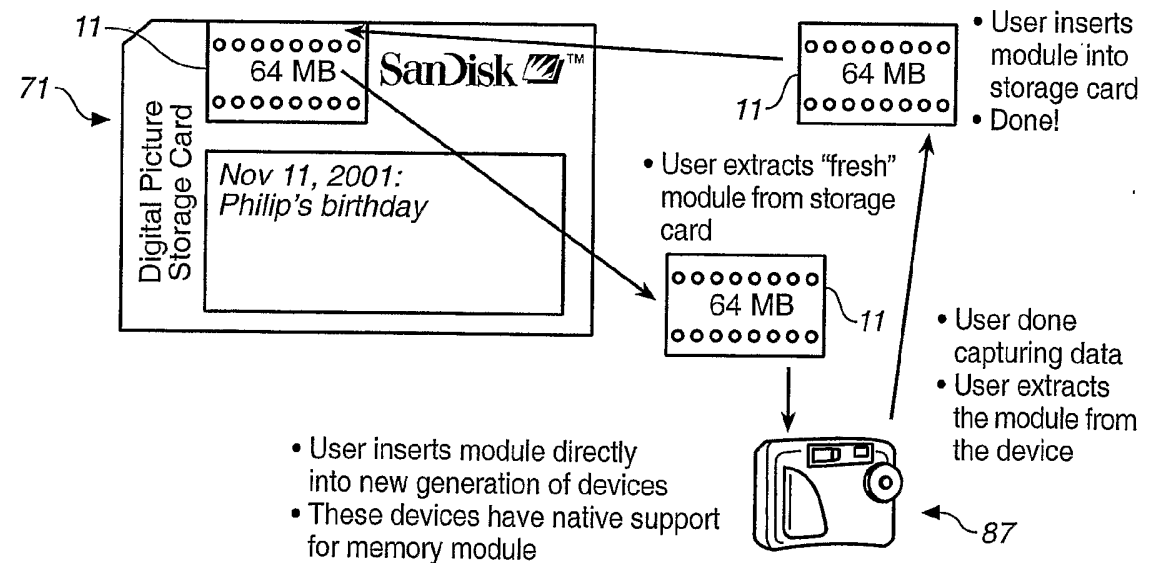 11
64 MB
SanDisk ™
71
Digital Picture
Storage Card
Nov 11, 2001:
Philip's birthday
64 MB
11
• User inserts
module into
storage card
• Done!
• User extracts “fresh”
module from storage
card
64 MB
11
• User inserts module directly
into new generation of devices
• These devices have native support
for memory module
87
• User done
capturing data
• User extracts
the module from
the device